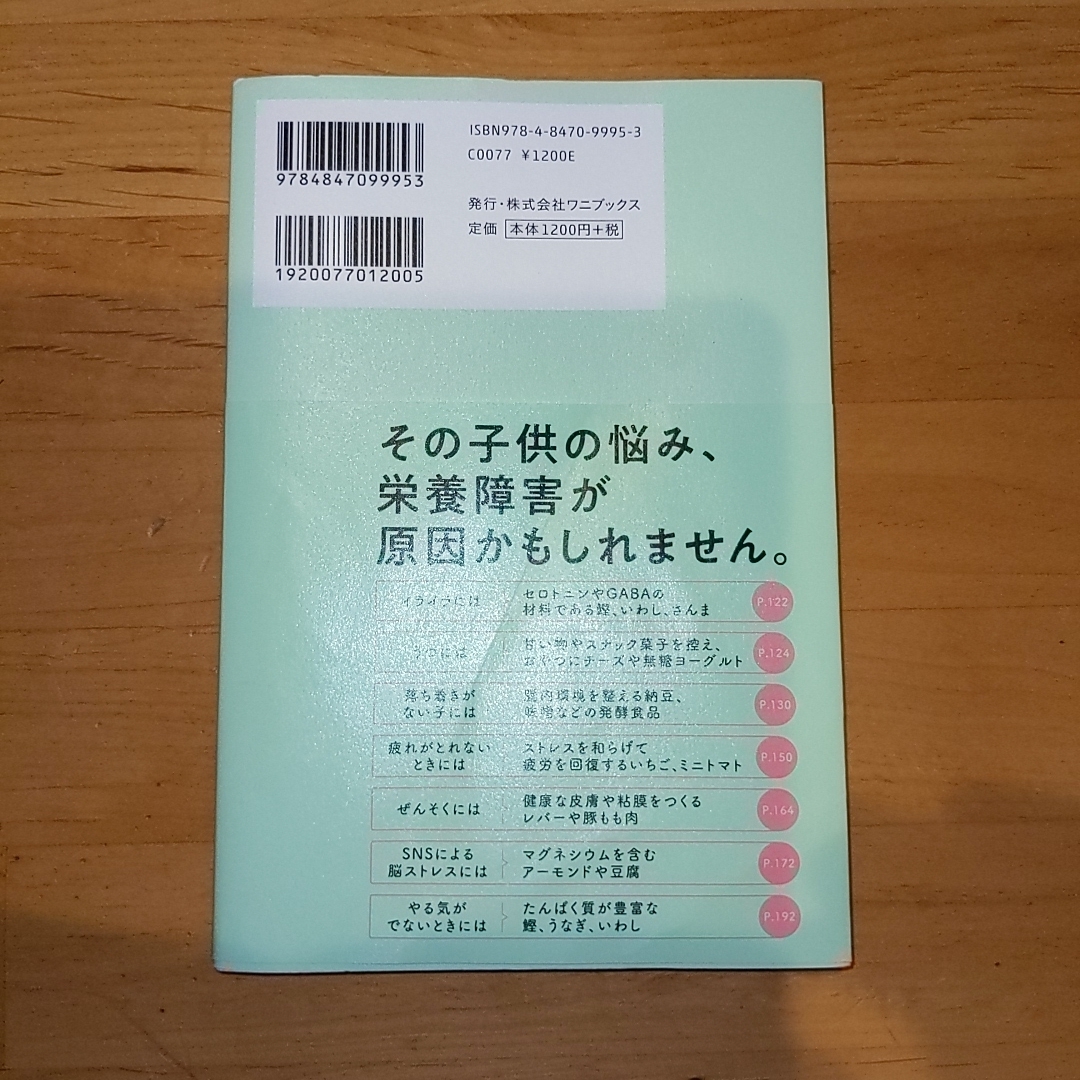 ISBN978-4-8470-9995-3
C0077 ¥1200E
9784847099953
発行・株式会社ワニブックス
定価 本体1200円+税
1920077012005
その子供の悩み、
栄養障害が
原因かもしれません。
イライラには
セロトニンやGABAの
材料である鰹、いわし、さんま
P.122
うつには
甘い物やスナック菓子を控え、
おやつにチーズや無糖ヨーグルト
P.124
落ち着きが
ない子には
腸内環境を整える納豆、
味噌などの発酵食品
P.130
疲れがとれない
ときには
ストレスを和らげて
疲労を回復するいちご、ミニトマト
P.150
ぜんそくには
健康な皮膚や粘膜をつくる
レバーや豚もも肉
P.164
SNSによる
脳ストレスには
マグネシウムを含む
アーモンドや豆腐
P.172
やる気が
でないときには
たんぱく質が豊富な
鰹、うなぎ、いわし
P.192